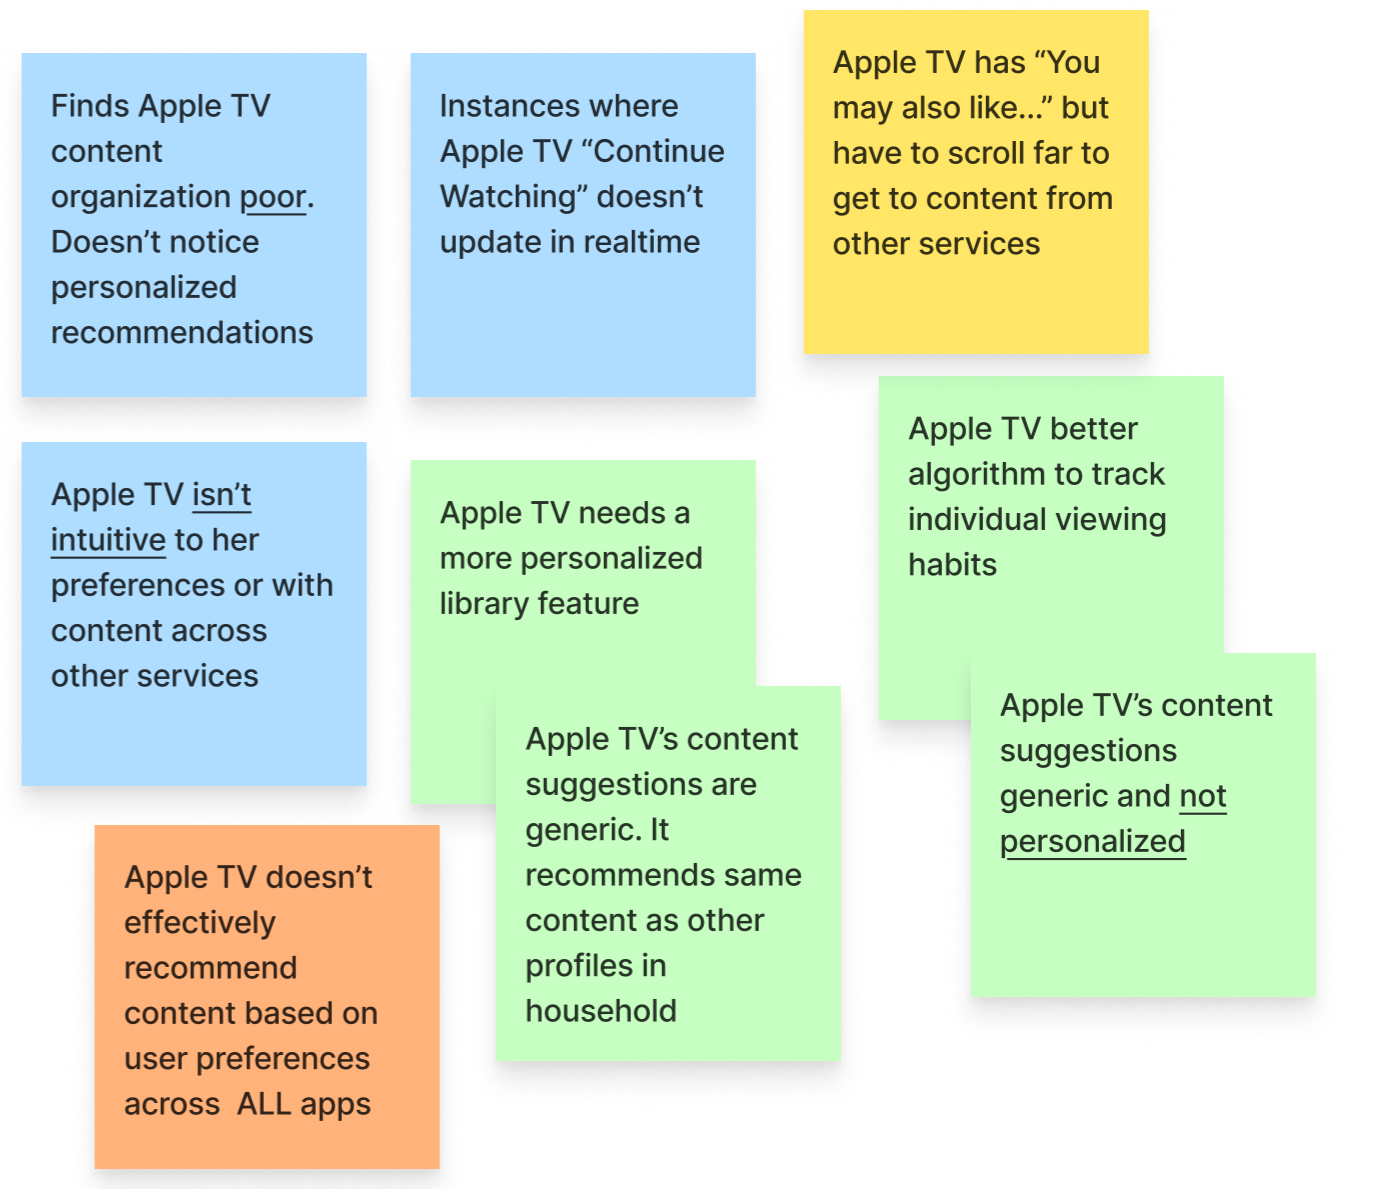 Finds Apple TV
content
organization poor.
Doesn’t notice
personalized
recommendations
Instances where
Apple TV “Continue
Watching” doesn’t
update in realtime
Apple TV has “You
may also like...” but
have to scroll far to
get to content from
other services
Apple TV isn’t
intuitive to her
preferences or with
content across
other services
Apple TV needs a
more personalized
library feature
Apple TV better
algorithm to track
individual viewing
habits
Apple TV doesn’t
effectively
recommend
content based on
user preferences
across  ALL apps
Apple TV’s content
suggestions are
generic. It
recommends same
content as other
profiles in
household
Apple TV’s content
suggestions
generic and not
personalized